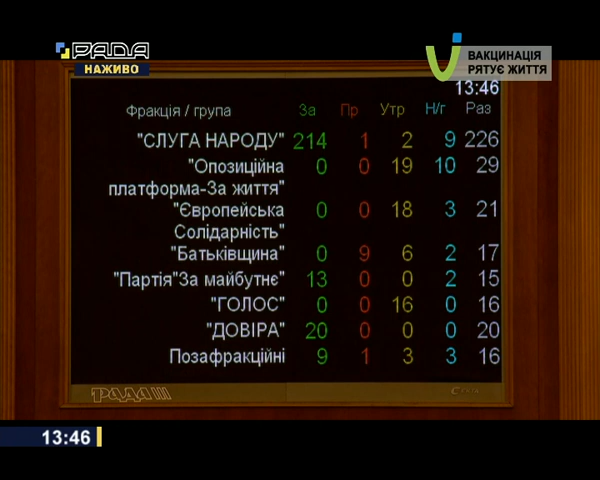 РАДА
НАЖИВО
ВАКЦИНАЦІЯ
РЯТУЄ ЖИТТЯ
13:46
Фракція / група За Пр Утр Н/г Раз
"СЛУГА НАРОДУ" 214 1 2 9 226
"Опозиційна 0 0 19 10 29
платформа-За життя"
"Європейська 0 0 18 3 21
Солідарність"
"Батьківщина" 0 9 6 2 17
"Партія"За майбутнє" 13 0 0 2 15
"ГОЛОС" 0 0 16 0 16
"ДОВІРА" 20 0 0 0 20
Позафракційні 9 1 3 3 16
РАДА III
13:46